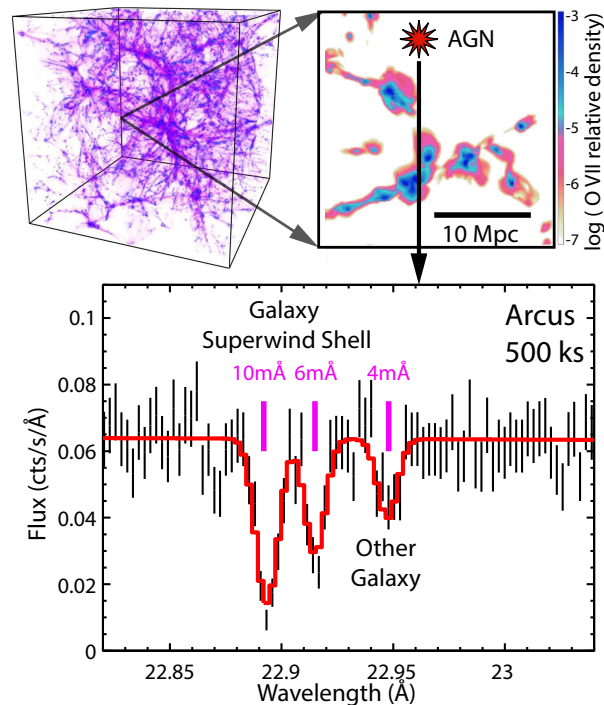 AGN
10 Mpc
-3
-4
-5
-6
-7
log ( O VII relative density)
Galaxy
Superwind Shell
10mÅ 6mÅ 4mÅ
Arcus
500 ks
Other
Galaxy
0.1
0.08
0.06
0.04
0.02
0
Flux (cts/s/Å)
22.85 22.9 22.95 23
Wavelength (Å)